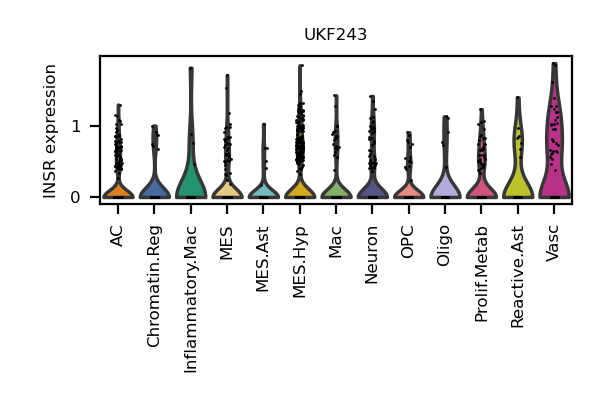 UKF243
INSR expression
1
0
AC
Chromatin.Reg
Inflammatory.Mac
MES
MES.Ast
MES.Hyp
Mac
Neuron
OPC
Oligo
Prolif.Metab
Reactive.Ast
Vasc